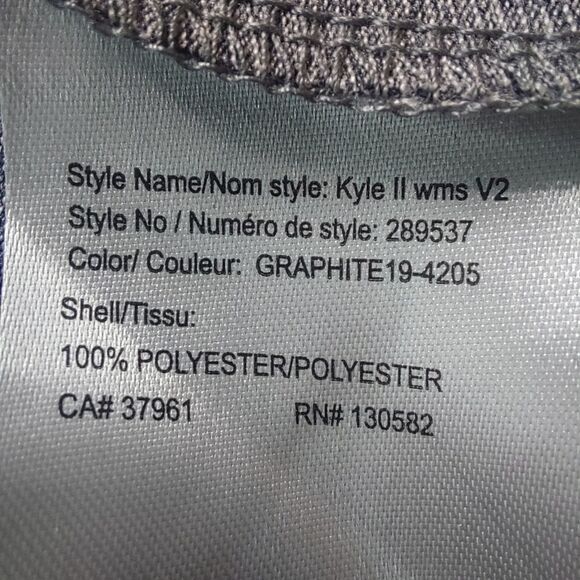 Style Name/Nom style: Kyle II wms V2
Style No / Numéro de style: 289537
Color/ Couleur: GRAPHITE19-4205
Shell/Tissu:
100% POLYESTER/POLYESTER
CA# 37961 RN# 130582